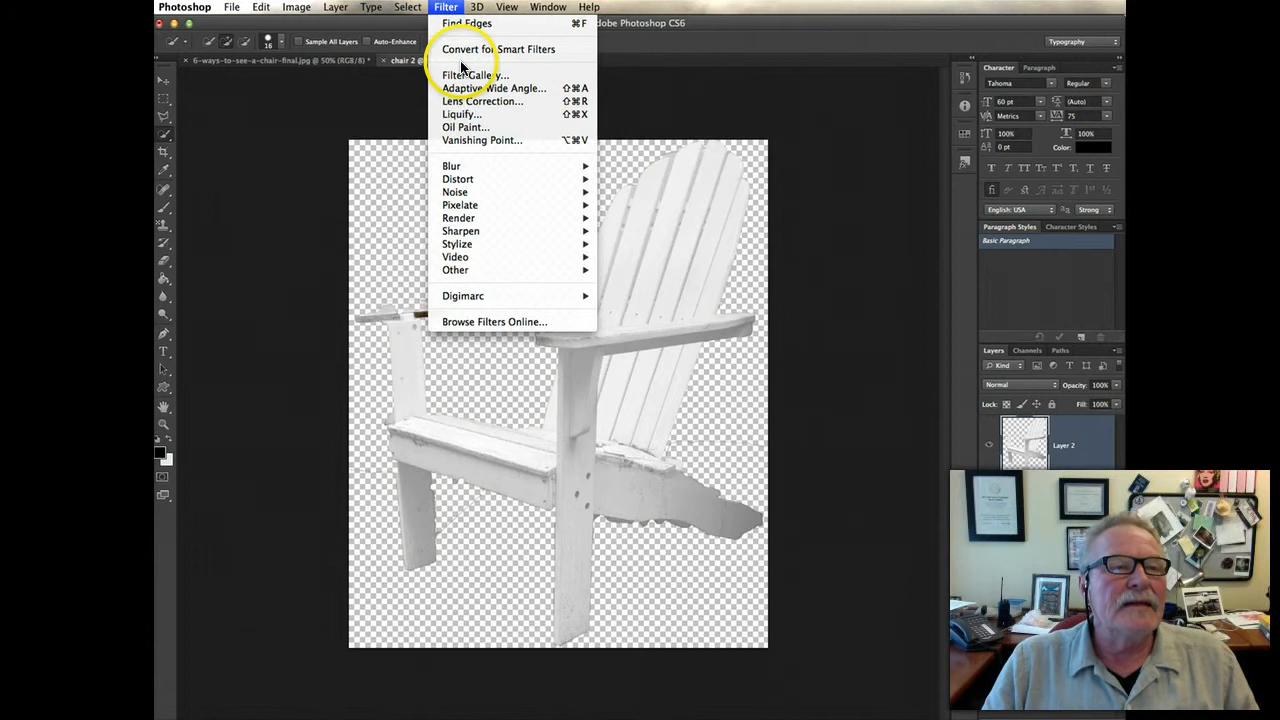 Photoshop File Edit Image Layer Type Select Filter 3D View Window Help
Adobe Photoshop CS6
16 Sample All Layers Auto-Enhance
Typography
6-ways-to-see-a-chair-final.jpg @ 50% (RGB/8) *
chair 2 @
Find Edges ⌘F
Convert for Smart Filters
Filter Gallery...
Adaptive Wide Angle... ⇧⌘A
Lens Correction... ⇧⌘R
Liquify... ⇧⌘X
Oil Paint...
Vanishing Point... ⌥⌘V
Blur
Distort
Noise
Pixelate
Render
Sharpen
Stylize
Video
Other
Digimarc
Browse Filters Online...
Character Paragraph
Tahoma Regular
60 pt (Auto)
Metrics 75
100% 100%
0 pt Color:
English: USA Strong
Paragraph Styles Character Styles
Basic Paragraph
Layers Channels Paths
Kind
Normal Opacity: 100%
Lock: Fill: 100%
Layer 2